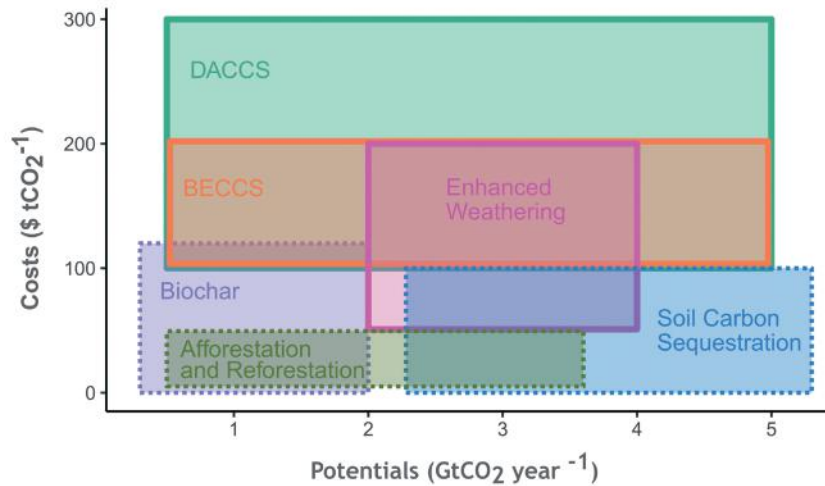 Costs ($ tCO2-1)
300
200
100
0
DACCS
BECCS
Enhanced
Weathering
Biochar
Soil Carbon
Sequestration
Afforestation
and Reforestation
1 2 3 4 5
Potentials (GtCO2 year -1)